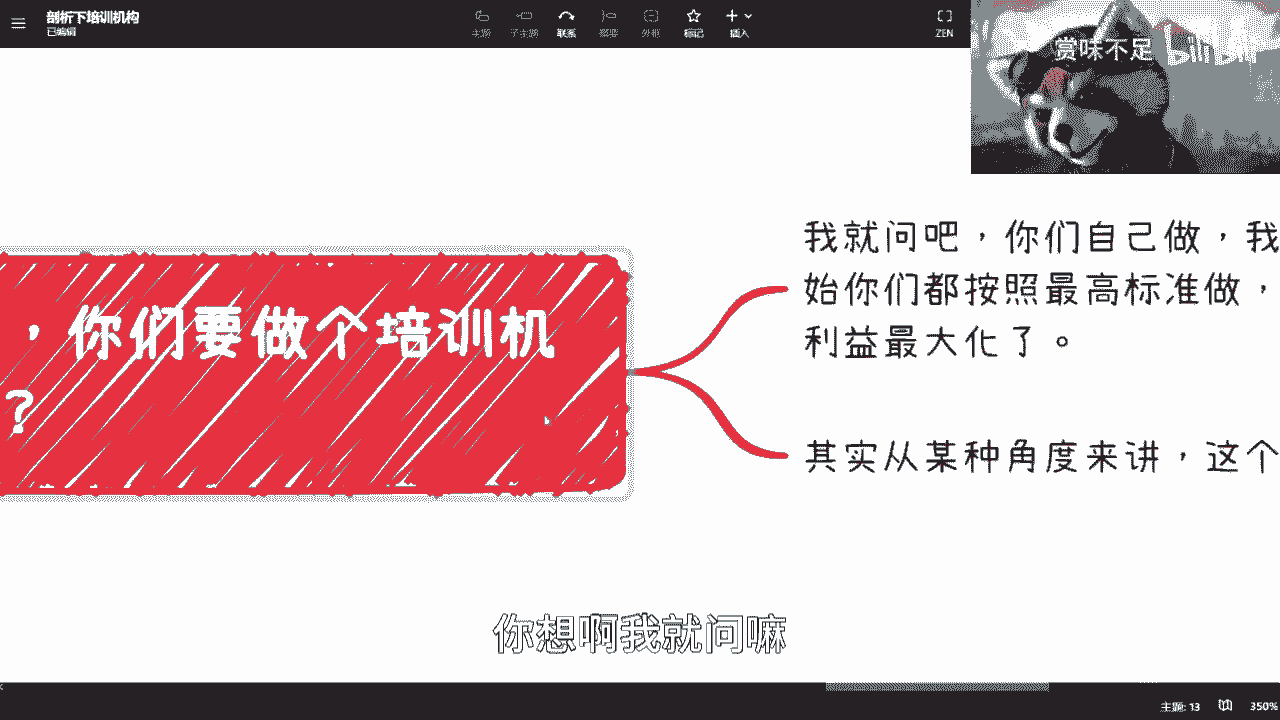 剖析下培训机构
已编辑
主题
子主题
联系
概要
外框
标记
插入
ZEN
赏味不足
bilibili
我就问吧，你们自己做，我
始你们都按照最高标准做，
利益最大化了。
，你们要做个培训机
？
其实从某种角度来讲，这个
你想啊我就问嘛
主题: 13
350%